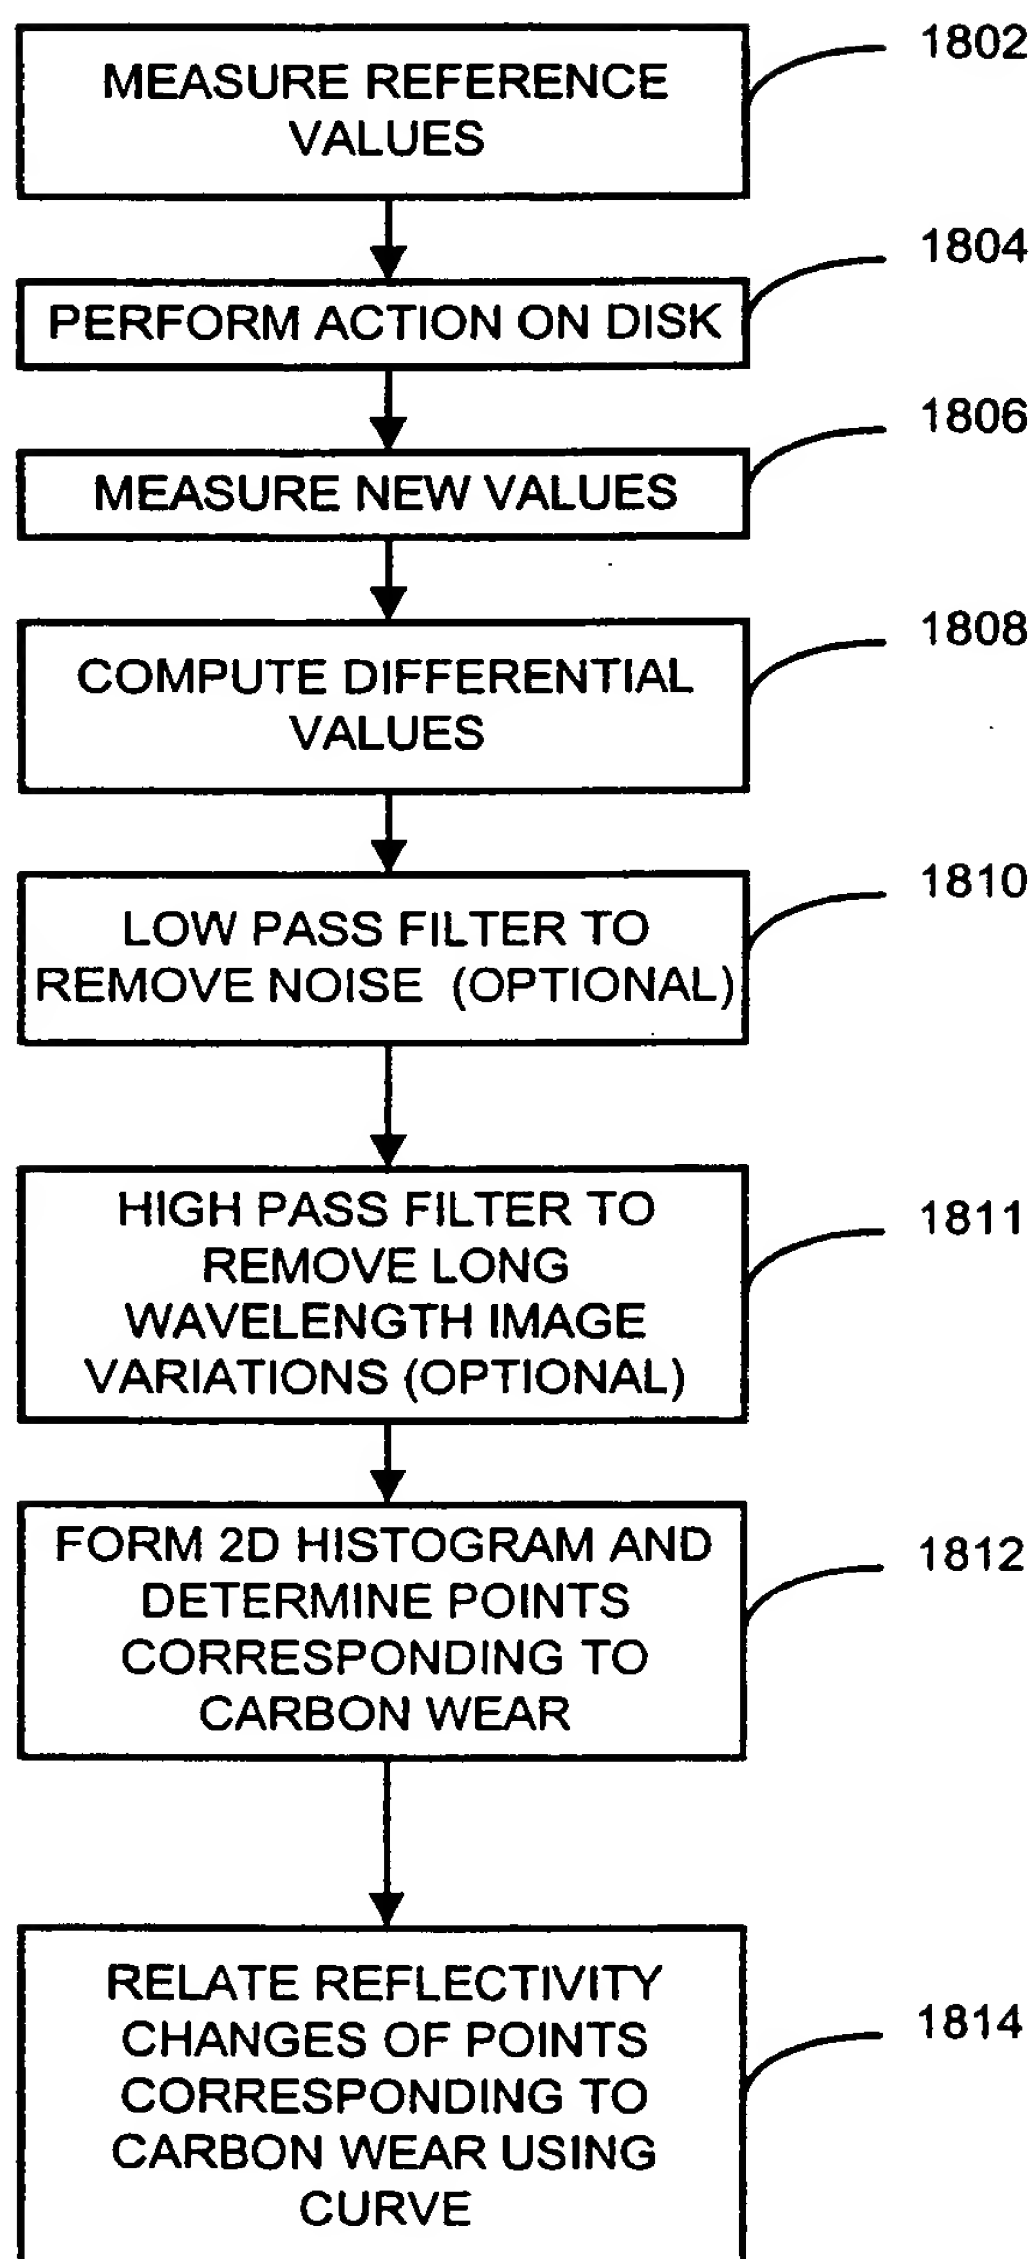 MEASURE REFERENCE
VALUES
1802
PERFORM ACTION ON DISK
1804
MEASURE NEW VALUES
1806
COMPUTE DIFFERENTIAL
VALUES
1808
LOW PASS FILTER TO
REMOVE NOISE (OPTIONAL)
1810
HIGH PASS FILTER TO
REMOVE LONG
WAVELENGTH IMAGE
VARIATIONS (OPTIONAL)
1811
FORM 2D HISTOGRAM AND
DETERMINE POINTS
CORRESPONDING TO
CARBON WEAR
1812
RELATE REFLECTIVITY
CHANGES OF POINTS
CORRESPONDING TO
CARBON WEAR USING
CURVE
1814